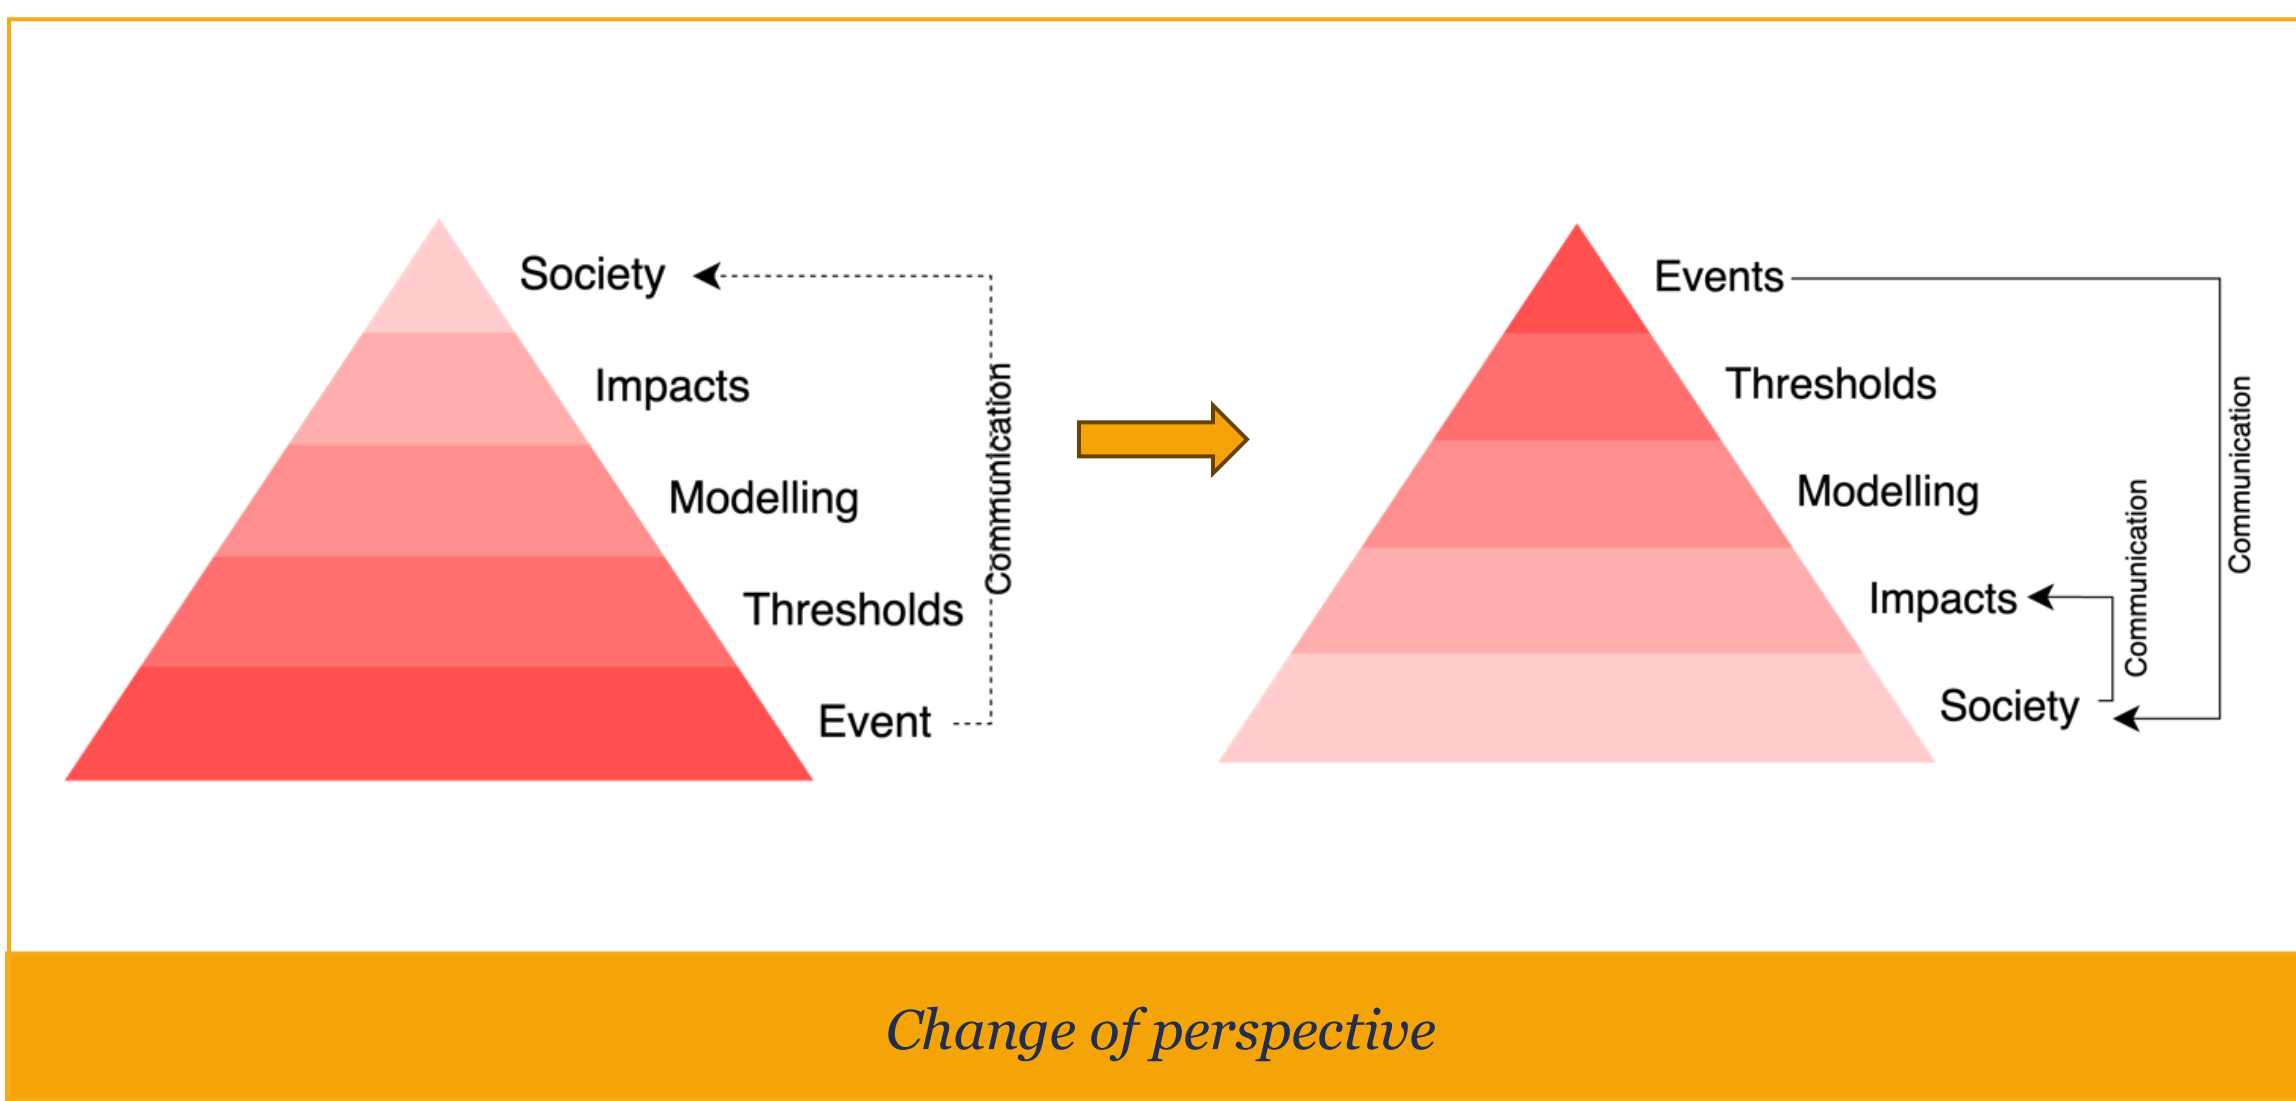 Society
Impacts
Modelling
Thresholds
Event
Communication
Events
Thresholds
Modelling
Impacts
Society
Communication
Communication
Change of perspective